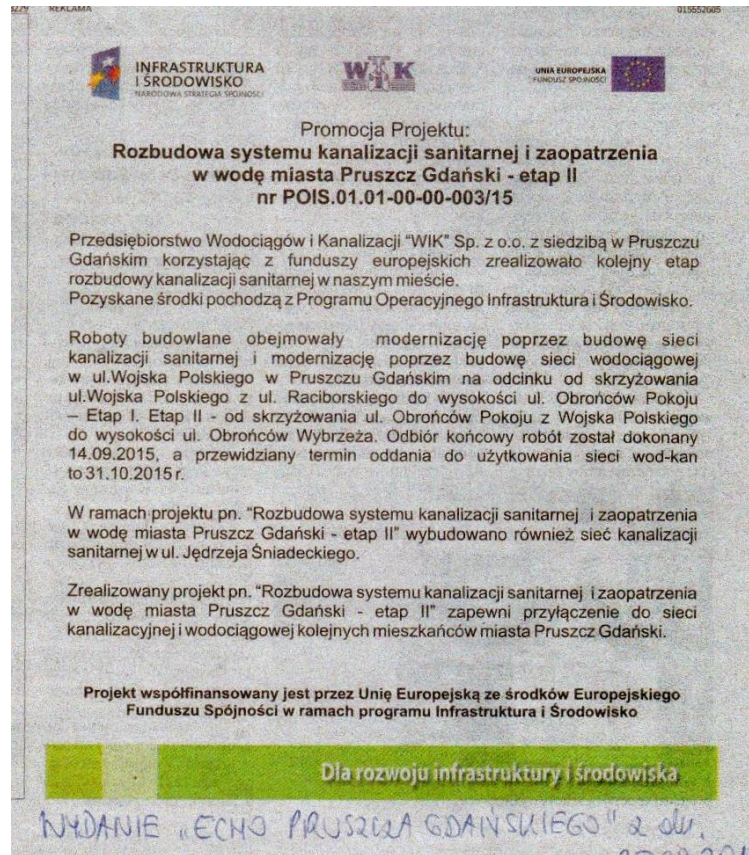 REKLAMA
015552605
INFRASTRUKTURA
I ŚRODOWISKO
NARODOWA STRATEGIA SPÓJNOŚCI
WIK
UNIA EUROPEJSKA
FUNDUSZ SPÓJNOŚCI
Promocja Projektu:
Rozbudowa systemu kanalizacji sanitarnej i zaopatrzenia
w wodę miasta Pruszcz Gdański - etap II
nr POIS.01.01-00-00-003/15
Przedsiębiorstwo Wodociągów i Kanalizacji "WIK" Sp. z o.o. z siedzibą w Pruszczu
Gdańskim korzystając z funduszy europejskich zrealizowało kolejny etap
rozbudowy kanalizacji sanitarnej w naszym mieście.
Pozyskane środki pochodzą z Programu Operacyjnego Infrastruktura i Środowisko.
Roboty budowlane obejmowały modernizację poprzez budowę sieci
kanalizacji sanitarnej i modernizację poprzez budowę sieci wodociągowej
w ul.Wojska Polskiego w Pruszczu Gdańskim na odcinku od skrzyżowania
ul.Wojska Polskiego z ul. Raciborskiego do wysokości ul. Obrońców Pokoju
– Etap I. Etap II - od skrzyżowania ul. Obrońców Pokoju z Wojska Polskiego
do wysokości ul. Obrońców Wybrzeża. Odbiór końcowy robót został dokonany
14.09.2015, a przewidziany termin oddania do użytkowania sieci wod-kan
to 31.10.2015 r.
W ramach projektu pn. "Rozbudowa systemu kanalizacji sanitarnej i zaopatrzenia
w wodę miasta Pruszcz Gdański - etap II" wybudowano również sieć kanalizacji
sanitarnej w ul. Jędrzeja Śniadeckiego.
Zrealizowany projekt pn. "Rozbudowa systemu kanalizacji sanitarnej i zaopatrzenia
w wodę miasta Pruszcz Gdański - etap II" zapewni przyłączenie do sieci
kanalizacyjnej i wodociągowej kolejnych mieszkańców miasta Pruszcz Gdański.
Projekt współfinansowany jest przez Unię Europejską ze środków Europejskiego
Funduszu Spójności w ramach programu Infrastruktura i Środowisko
Dla rozwoju infrastruktury i środowiska
WYDANIE „ECHO PRUSZCZA GDAŃSKIEGO" z dn.